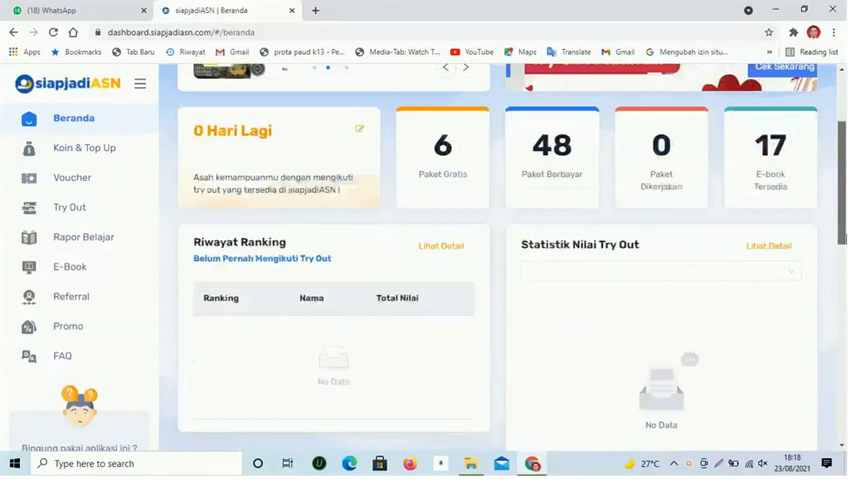 (18) WhatsApp
siapjadiASN | Beranda
dashboard.siapjadiasn.com/#/beranda
Apps
Tab Baru
Riwayat
Gmail
prota paud k13 - Go...
Media-Tab: Watch T...
YouTube
Maps
Translate
Gmail
Mengubah izin situ...
Reading list
siapjadiASN
Cek Sekarang
Beranda
Koin & Top Up
Voucher
Try Out
Rapor Belajar
E-Book
Referral
Promo
FAQ
Bingung pakai aplikasi ini ?
0 Hari Lagi
Asah kemampuanmu dengan mengikuti
try out yang tersedia di siapjadiASN !
6
Paket Gratis
48
Paket Berbayar
0
Paket
Dikerjakan
17
E-book
Tersedia
Riwayat Ranking
Lihat Detail
Belum Pernah Mengikuti Try Out
Ranking
Nama
Total Nilai
No Data
Statistik Nilai Try Out
Lihat Detail
No Data
Type here to search
27°C
18:18
23/08/2021